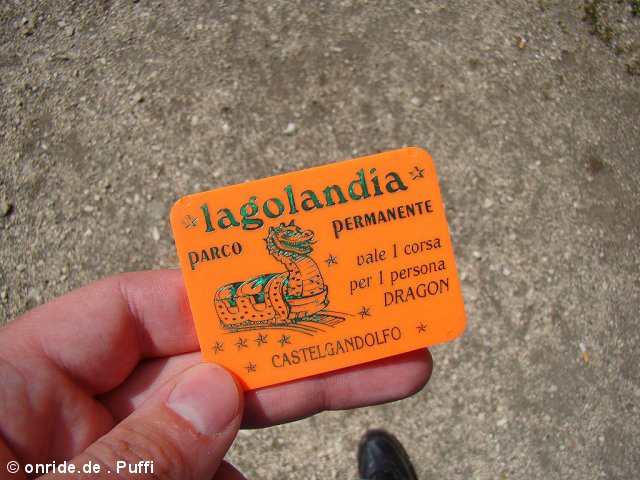 lagolandia
PARCO PERMANENTE
vale 1 corsa
per 1 persona
DRAGON
CASTELGANDOLFO
© onride.de . Puffi